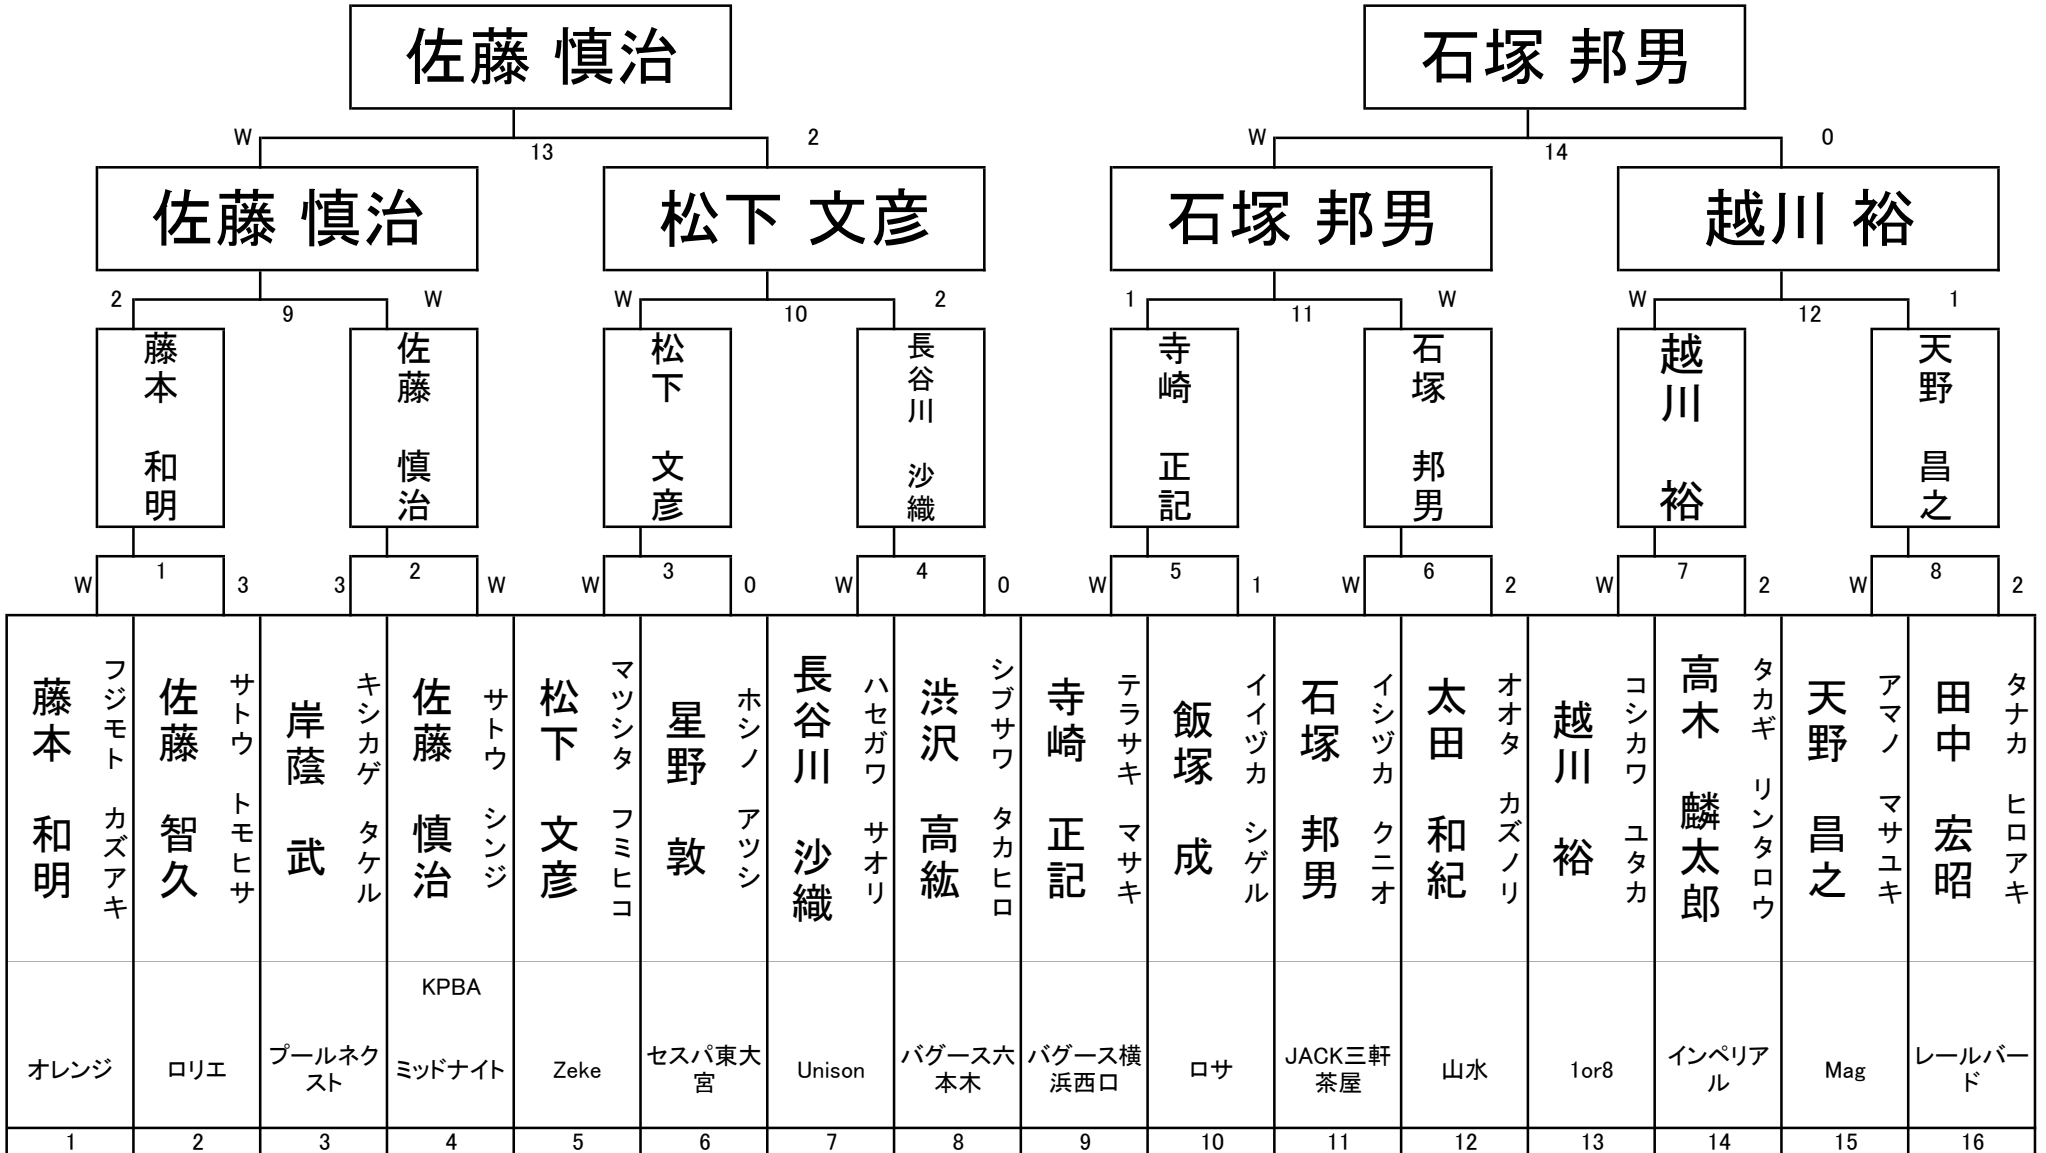 佐藤 慎治
石塚 邦男
W
13
2
W
14
0
佐藤 慎治
松下 文彦
石塚 邦男
越川 裕
2
9
W
W
10
2
1
11
W
W
12
1
藤本 和明
佐藤 慎治
松下 文彦
長谷川 沙織
寺崎 正記
石塚 邦男
越川 裕
天野 昌之
W
1
3
3
2
W
W
3
0
W
4
0
W
5
1
W
6
2
W
7
2
W
8
2
藤本 和明
フジモト カズアキ
佐藤 智久
サトウ トモヒサ
岸蔭 武
キシカゲ タケル
佐藤 慎治
サトウ シンジ
松下 文彦
マツシタ フミヒコ
星野 敦
ホシノ アツシ
長谷川 沙織
ハセガワ サオリ
渋沢 高紘
シブサワ タカヒロ
寺崎 正記
テラサキ マサキ
飯塚 成
イイヅカ シゲル
石塚 邦男
イシヅカ クニオ
太田 和紀
オオタ カズノリ
越川 裕
コシカワ ユタカ
高木 麟太郎
タカギ リンタロウ
天野 昌之
アマノ マサユキ
田中 宏昭
タナカ ヒロアキ
オレンジ
ロリエ
プールネク
スト
KPBA
ミッドナイト
Zeke
セスパ東大
宮
Unison
バグース六
本木
バグース横
浜西口
ロサ
JACK三軒
茶屋
山水
1or8
インペリア
ル
Mag
レールバー
ド
1
2
3
4
5
6
7
8
9
10
11
12
13
14
15
16